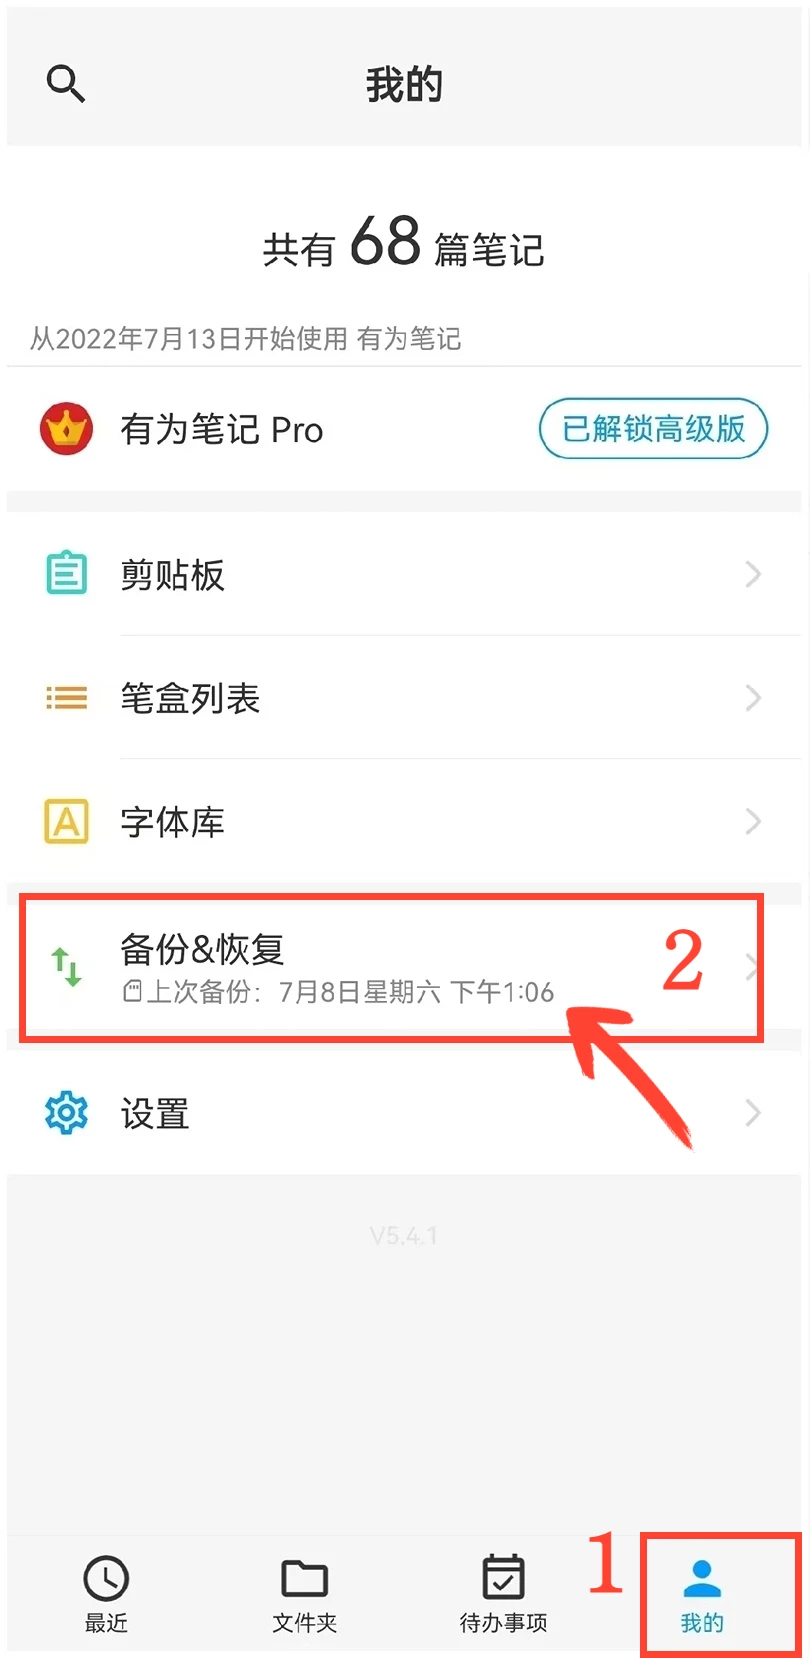 我的
共有 68 篇笔记
从2022年7月13日开始使用 有为笔记
有为笔记 Pro
已解锁高级版
剪贴板
笔盒列表
字体库
备份&恢复
2
上次备份：7月8日星期六 下午1:06
设置
V5.4.1
1
最近
文件夹
待办事项
我的